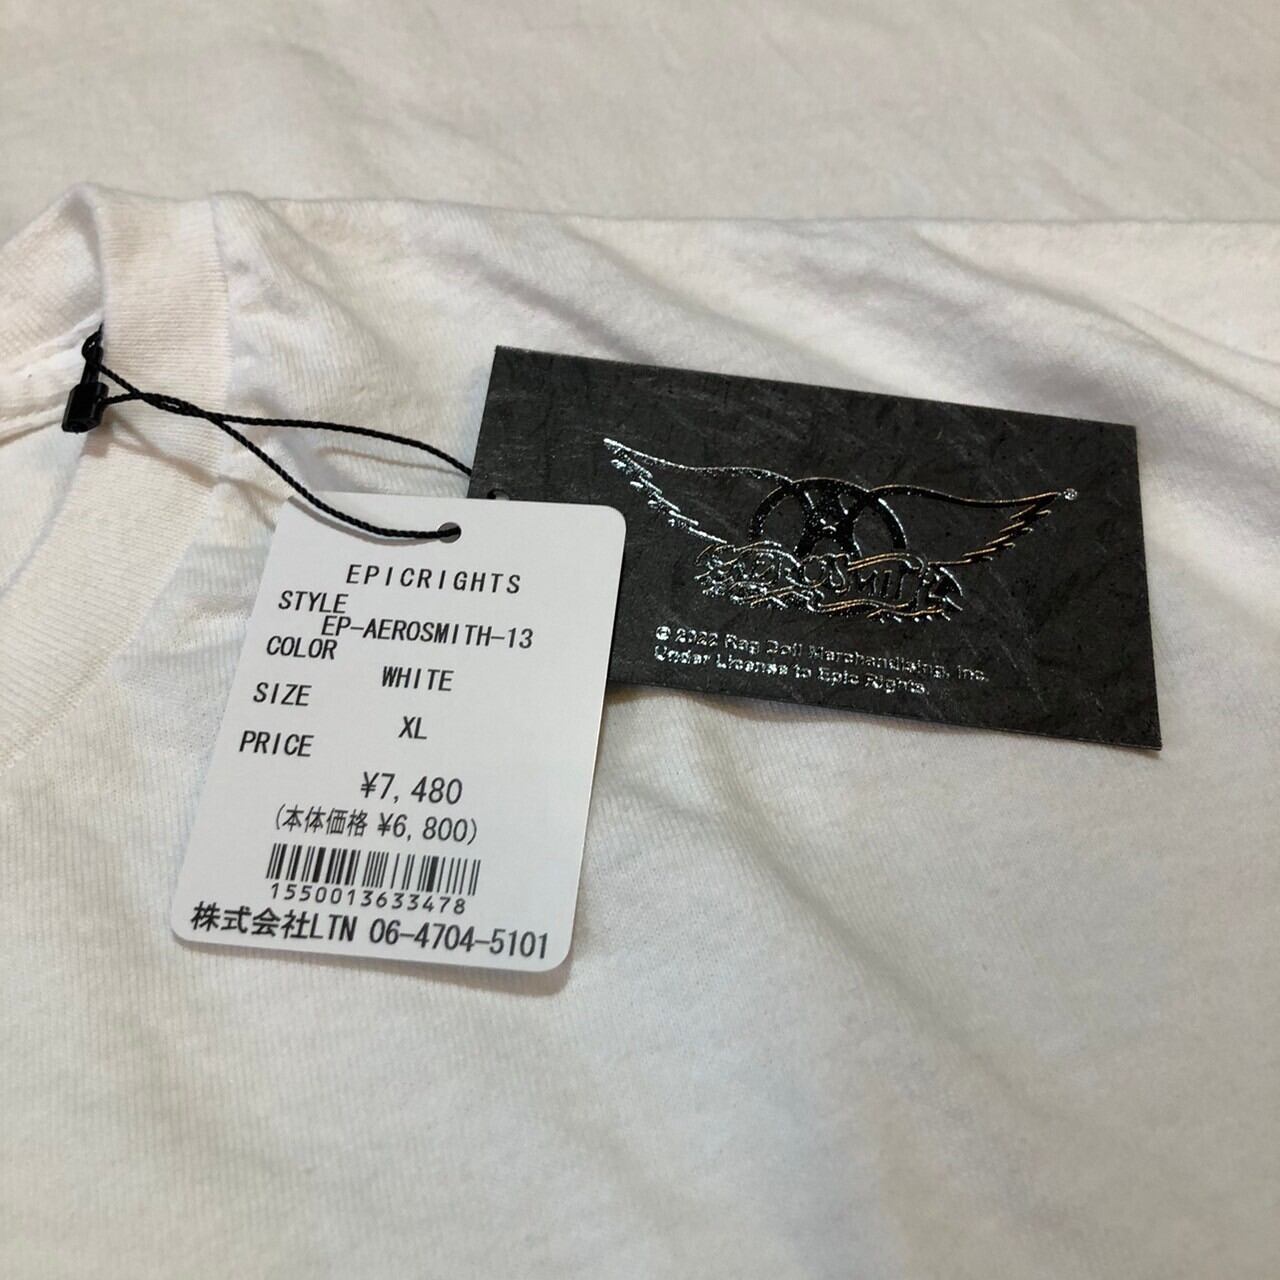 EPICRIGHTS
STYLE
EP-AEROSMITH-13
COLOR
WHITE
SIZE
XL
PRICE
¥7,480
(本体価格 ¥6,800)
1550013633478
株式会社LTN 06-4704-5101
AEROSMITH
© 2022 Rag Doll Merchandising, Inc.
Under License to Epic Rights.